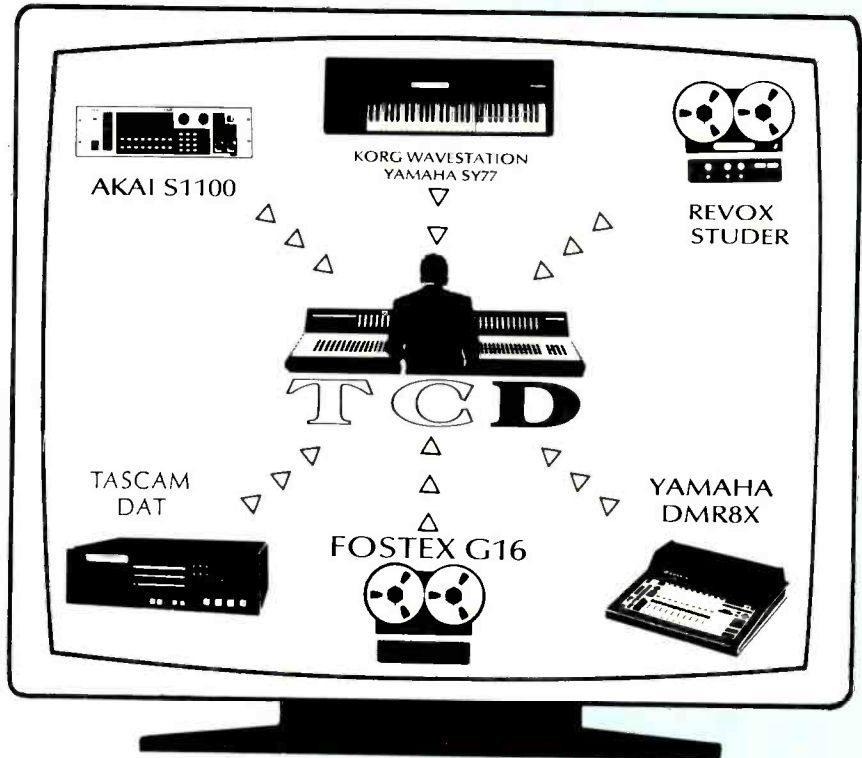 KORG WAVESTATION
YAMAHA SY77
AKAI S1100
REVOX
STUDER
TCD
TASCAM
DAT
FOSTEX G16
YAMAHA
DMR8X